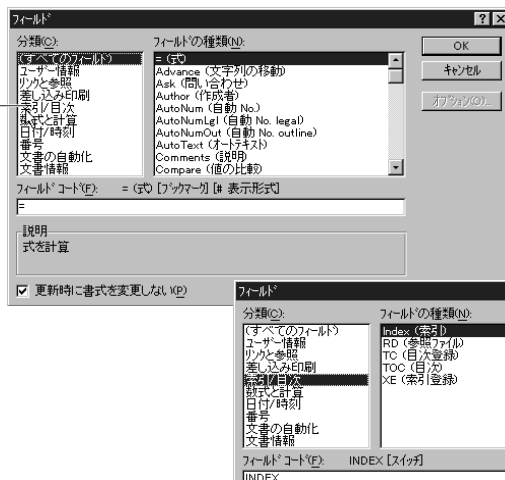 フィールド
分類(C):
フィールドの種類(N):
(すべてのフィールド)
ユーザー情報
リンクと参照
差し込み印刷
索引/目次
数式と計算
日付/時刻
番号
文書の自動化
文書情報
= (式)
Advance (文字列の移動)
Ask (問い合わせ)
Author (作成者)
AutoNum (自動 No.)
AutoNumLgl (自動 No. legal)
AutoNumOut (自動 No. outline)
AutoText (オートテキスト)
Comments (説明)
Compare (値の比較)
OK
キャンセル
オプション(O)...
フィールド コード(F): = (式) [ブックマーク] [# 表示形式]
=
説明
式を計算
更新時に書式を変更しない(P)
フィールド
分類(C):
フィールドの種類(N):
(すべてのフィールド)
ユーザー情報
リンクと参照
差し込み印刷
索引/目次
数式と計算
日付/時刻
番号
文書の自動化
文書情報
Index (索引)
RD (参照ファイル)
TC (目次登録)
TOC (目次)
XE (索引登録)
フィールド コード(F): INDEX [スイッチ]
INDEX